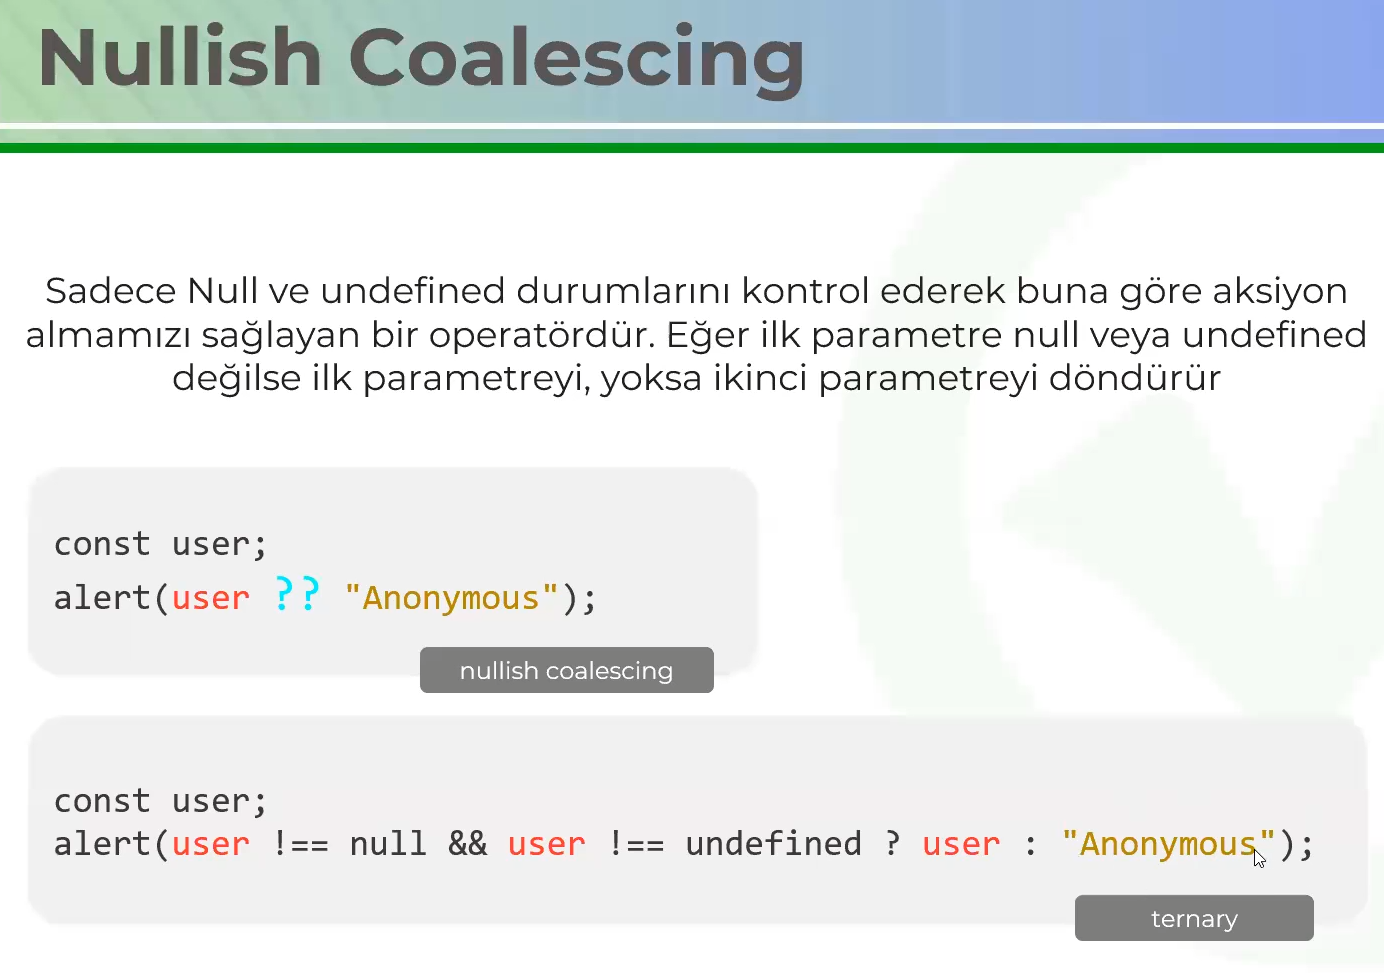 Nullish Coalescing
Sadece Null ve undefined durumlarını kontrol ederek buna göre aksiyon
almamızı sağlayan bir operatördür. Eğer ilk parametre null veya undefined
değilse ilk parametreyi, yoksa ikinci parametreyi döndürür
const user;
alert(user ?? "Anonymous");
nullish coalescing
const user;
alert(user !== null && user !== undefined ? user : "Anonymous");
ternary